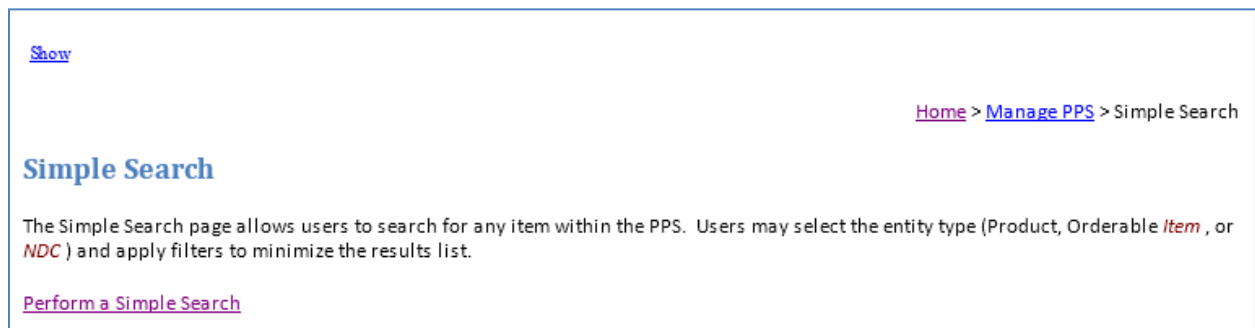 Show
Home > Manage PPS > Simple Search
Simple Search
The Simple Search page allows users to search for any item within the PPS.  Users may select the entity type (Product, Orderable Item , or
NDC ) and apply filters to minimize the results list.
Perform a Simple Search